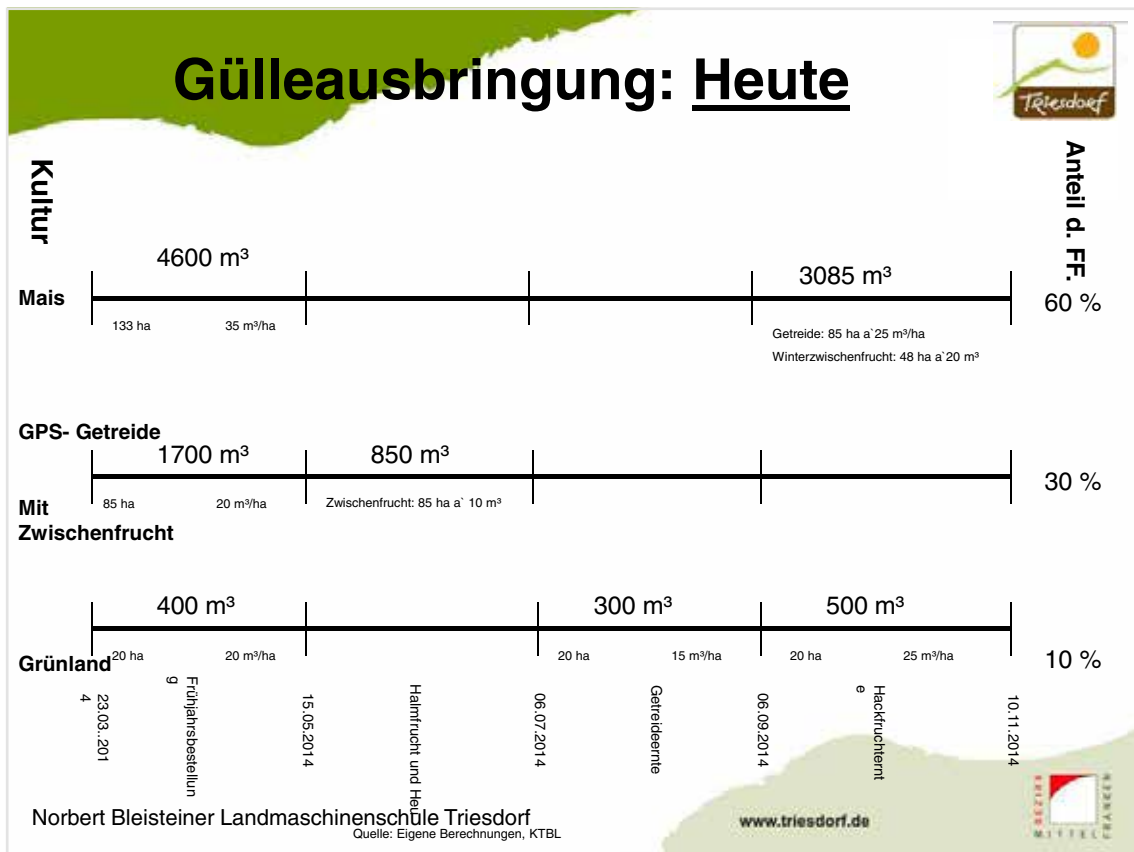 Gülleausbringung: Heute
Triesdorf
Kultur
Anteil d. FF.
4600 m³
3085 m³
Mais
60 %
133 ha 35 m³/ha
Getreide: 85 ha a`25 m³/ha
Winterzwischenfrucht: 48 ha a`20 m³
GPS- Getreide
1700 m³
850 m³
30 %
85 ha 20 m³/ha
Zwischenfrucht: 85 ha a` 10 m³
Mit
Zwischenfrucht
400 m³
300 m³
500 m³
Grünland
20 ha 20 m³/ha
20 ha 15 m³/ha
20 ha 25 m³/ha
10 %
23.03..201
4
Frühjahrsbestellun
g
15.05.2014
Halmfrucht und Heu
06.07.2014
Getreideernte
06.09.2014
Hackfruchternt
e
10.11.2014
Norbert Bleisteiner Landmaschinenschule Triesdorf
Quelle: Eigene Berechnungen, KTBL
www.triesdorf.de
BEZIRK
MITTEL
FRANKEN